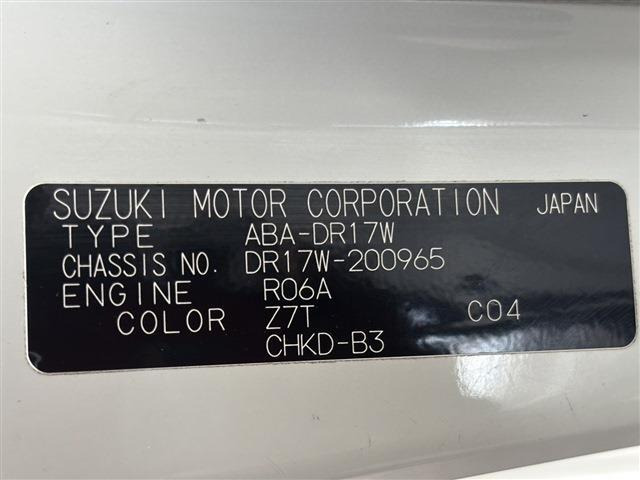 SUZUKI MOTOR CORPORATION JAPAN
TYPE ABA-DR17W
CHASSIS NO. DR17W-200965
ENGINE R06A
COLOR Z7T C04
CHKD-B3